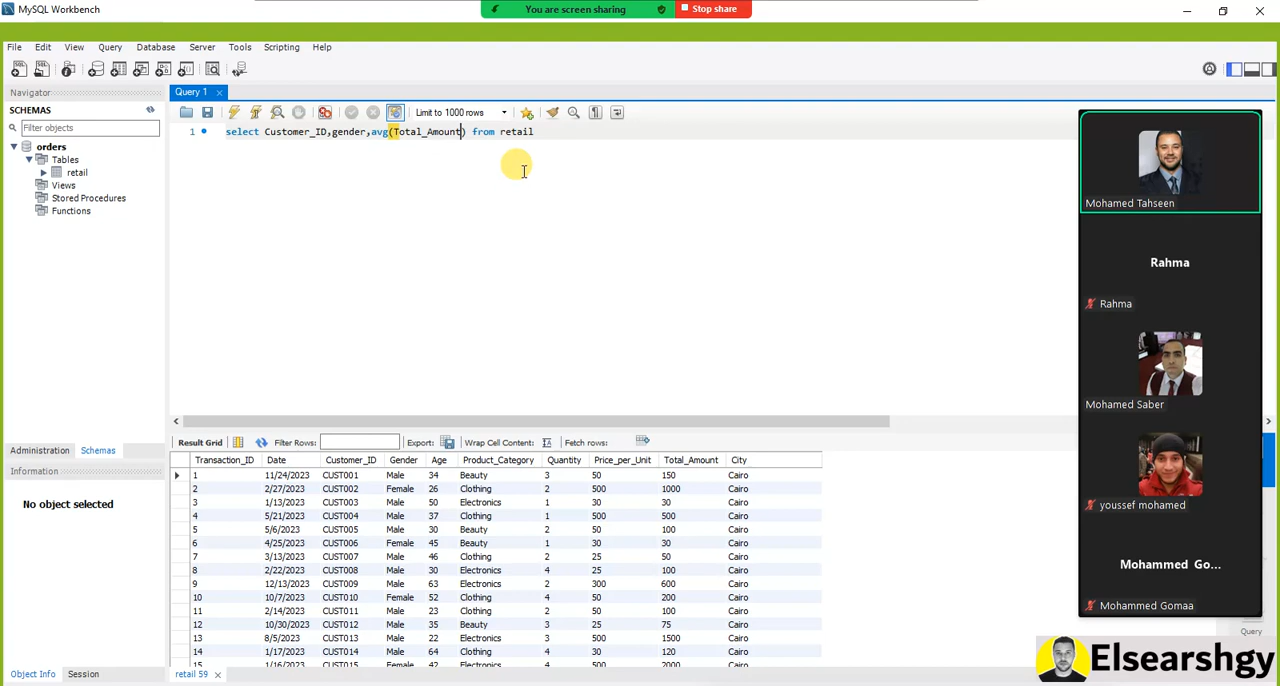 MySQL Workbench
You are screen sharing
Stop share
File Edit View Query Database Server Tools Scripting Help
Navigator
SCHEMAS
Filter objects
orders
Tables
retail
Views
Stored Procedures
Functions
Administration Schemas
Information
No object selected
Object Info Session
Query 1
Limit to 1000 rows
1 select Customer_ID,gender,avg(Total_Amount) from retail
Result Grid Filter Rows: Export: Wrap Cell Content: Fetch rows:
Transaction_ID Date Customer_ID Gender Age Product_Category Quantity Price_per_Unit Total_Amount City
1 11/24/2023 CUST001 Male 34 Beauty 3 50 150 Cairo
2 2/27/2023 CUST002 Female 26 Clothing 2 500 1000 Cairo
3 1/13/2023 CUST003 Male 50 Electronics 1 30 30 Cairo
4 5/21/2023 CUST004 Male 37 Clothing 1 500 500 Cairo
5 5/6/2023 CUST005 Male 30 Beauty 2 50 100 Cairo
6 4/25/2023 CUST006 Female 45 Beauty 1 30 30 Cairo
7 3/13/2023 CUST007 Male 46 Clothing 2 25 50 Cairo
8 2/22/2023 CUST008 Male 30 Electronics 4 25 100 Cairo
9 12/13/2023 CUST009 Male 63 Electronics 2 300 600 Cairo
10 10/7/2023 CUST010 Female 52 Clothing 4 50 200 Cairo
11 2/14/2023 CUST011 Male 23 Clothing 2 50 100 Cairo
12 10/30/2023 CUST012 Male 35 Beauty 3 25 75 Cairo
13 8/5/2023 CUST013 Male 22 Electronics 3 500 1500 Cairo
14 1/17/2023 CUST014 Male 64 Clothing 4 30 120 Cairo
15 1/16/2023 CUST015 Female 42 Electronics 4 500 2000 Cairo
retail 59
Mohamed Tahseen
Rahma
Rahma
Mohamed Saber
youssef mohamed
Mohammed Go...
Mohammed Gomaa
Query
Elsearshgy